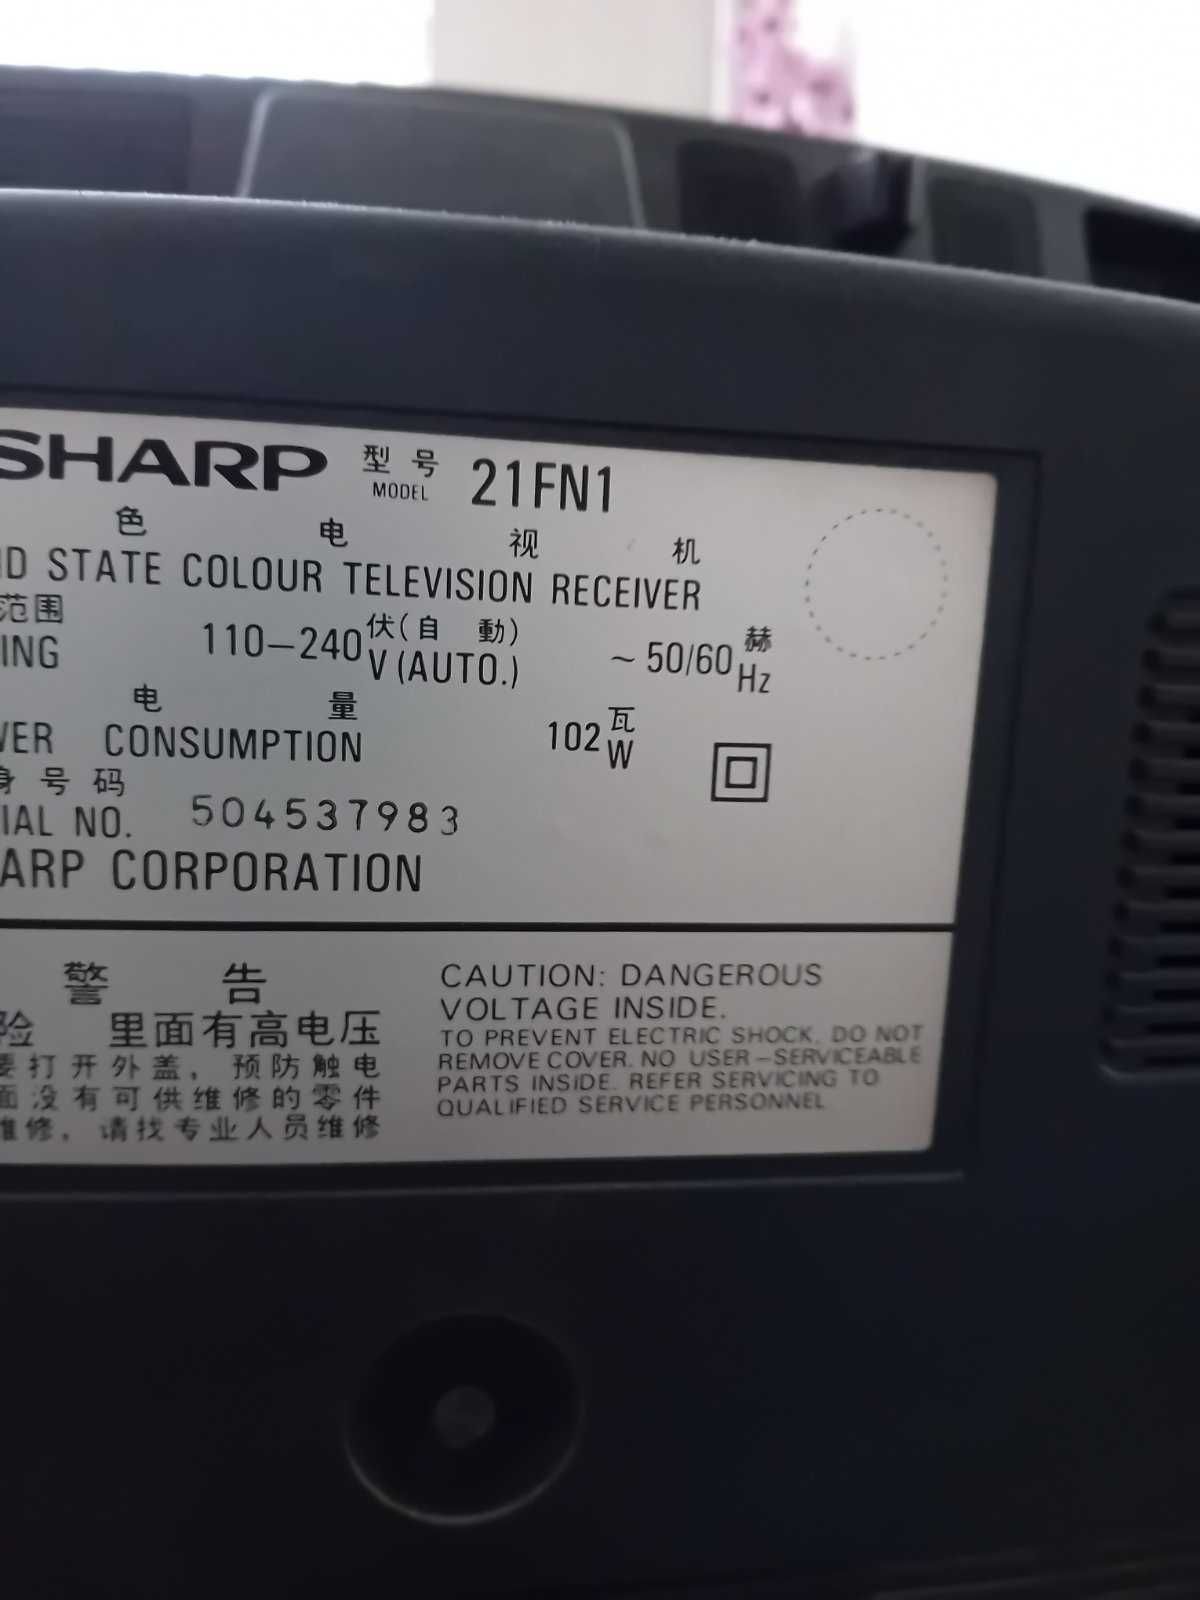 SHARP 型号 MODEL 21FN1
色电视机
STATE COLOUR TELEVISION RECEIVER
范围
110–240 伏(自動) V (AUTO.) ~ 50/60 赫 Hz
电量
CONSUMPTION 102 瓦 W
号码
NO. 504537983
CORPORATION
警告
险 里面有高电压
要打开外盖，预防触电
面没有可供维修的零件
维修，请找专业人员维修
CAUTION: DANGEROUS
VOLTAGE INSIDE.
TO PREVENT ELECTRIC SHOCK, DO NOT
REMOVE COVER. NO USER–SERVICEABLE
PARTS INSIDE. REFER SERVICING TO
QUALIFIED SERVICE PERSONNEL